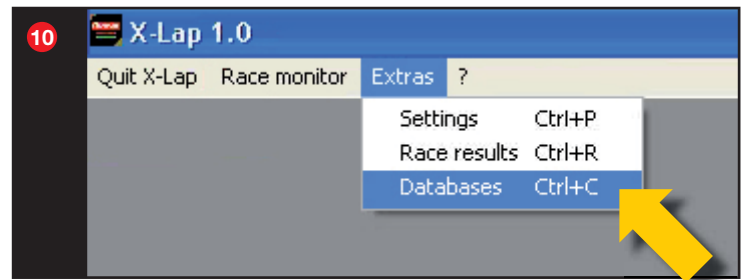 10
X-Lap 1.0
Quit X-Lap Race monitor Extras ?
Settings Ctrl+P
Race results Ctrl+R
Databases Ctrl+C